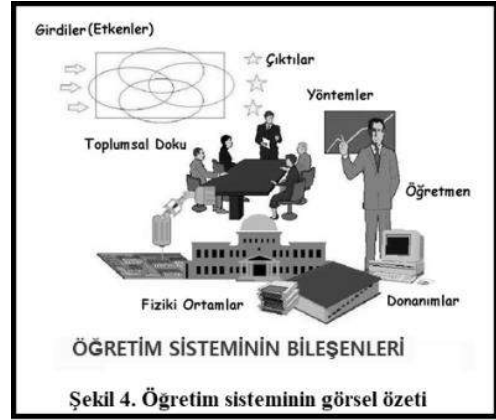 Girdiler (Etkenler)
Çıktılar
Yöntemler
Toplumsal Doku
Öğretmen
Fiziki Ortamlar
Donanımlar
ÖĞRETİM SİSTEMİNİN BİLEŞENLERİ
Şekil 4. Öğretim sisteminin görsel özeti